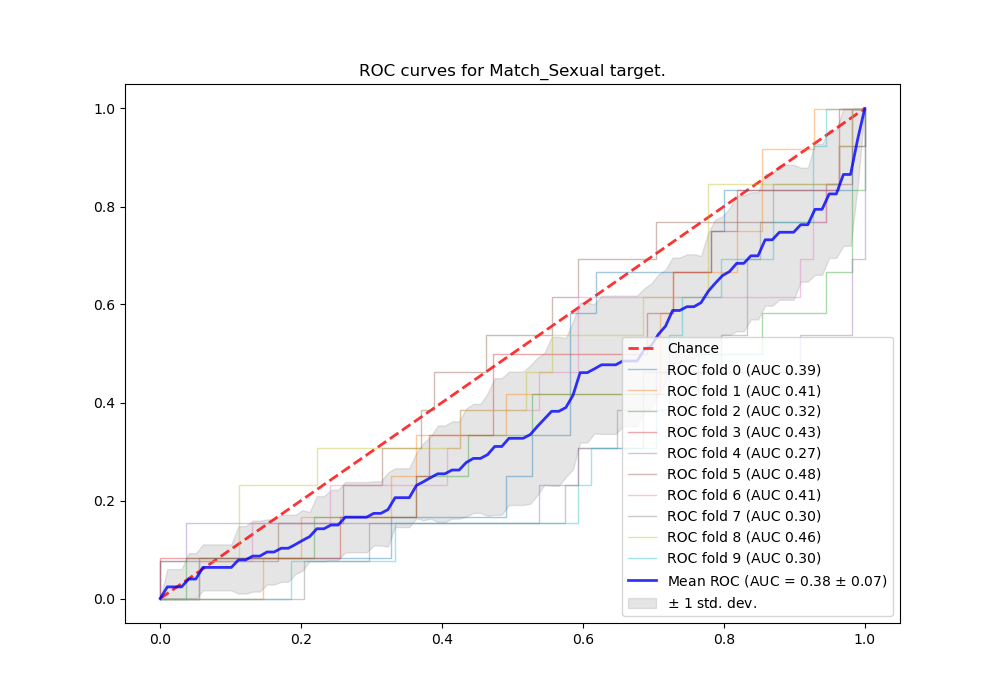 ROC curves for Match_Sexual target.
1.0
0.8
0.6
0.4
0.2
0.0
0.0
0.2
0.4
0.6
0.8
1.0
Chance
ROC fold 0 (AUC 0.39)
ROC fold 1 (AUC 0.41)
ROC fold 2 (AUC 0.32)
ROC fold 3 (AUC 0.43)
ROC fold 4 (AUC 0.27)
ROC fold 5 (AUC 0.48)
ROC fold 6 (AUC 0.41)
ROC fold 7 (AUC 0.30)
ROC fold 8 (AUC 0.46)
ROC fold 9 (AUC 0.30)
Mean ROC (AUC = 0.38 ± 0.07)
± 1 std. dev.